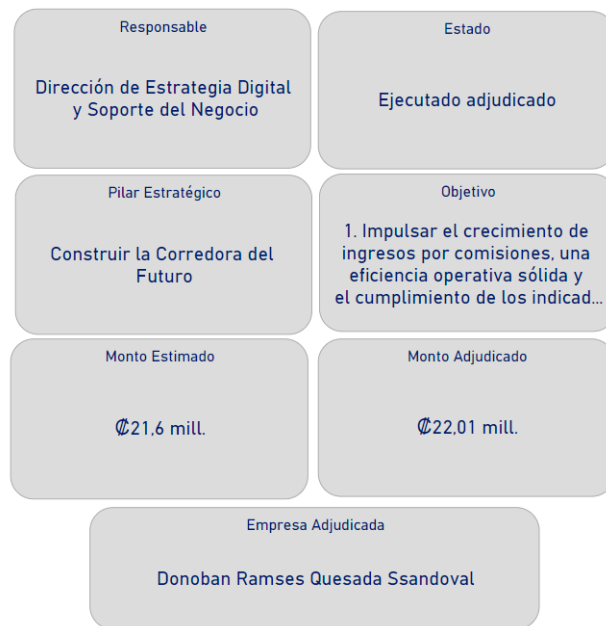 Responsable
Dirección de Estrategia Digital
y Soporte del Negocio
Estado
Ejecutado adjudicado
Pilar Estratégico
Construir la Corredora del
Futuro
Objetivo
1. Impulsar el crecimiento de
ingresos por comisiones, una
eficiencia operativa sólida y
el cumplimiento de los indicad...
Monto Estimado
₡21,6 mill.
Monto Adjudicado
₡22,01 mill.
Empresa Adjudicada
Donoban Ramses Quesada Ssandoval